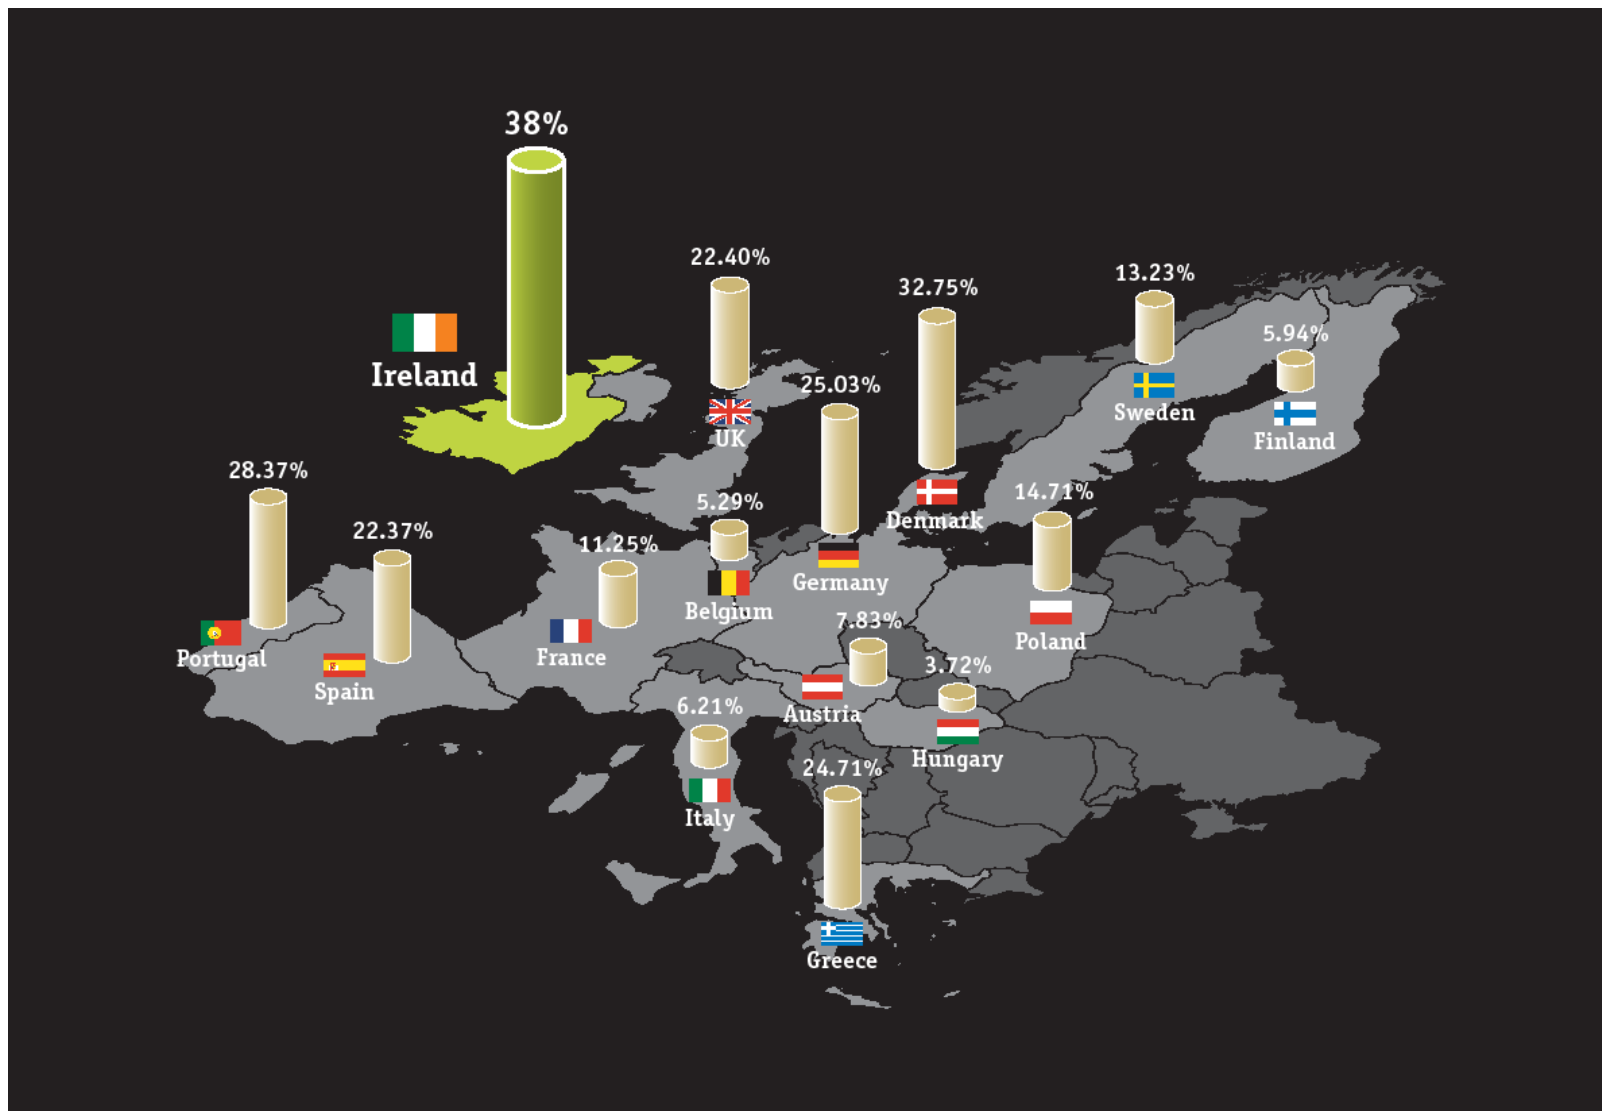 38%
Ireland
22.40%
UK
32.75%
Denmark
13.23%
Sweden
5.94%
Finland
25.03%
Germany
28.37%
Portugal
22.37%
Spain
11.25%
France
5.29%
Belgium
14.71%
Poland
7.83%
Austria
3.72%
Hungary
6.21%
Italy
24.71%
Greece